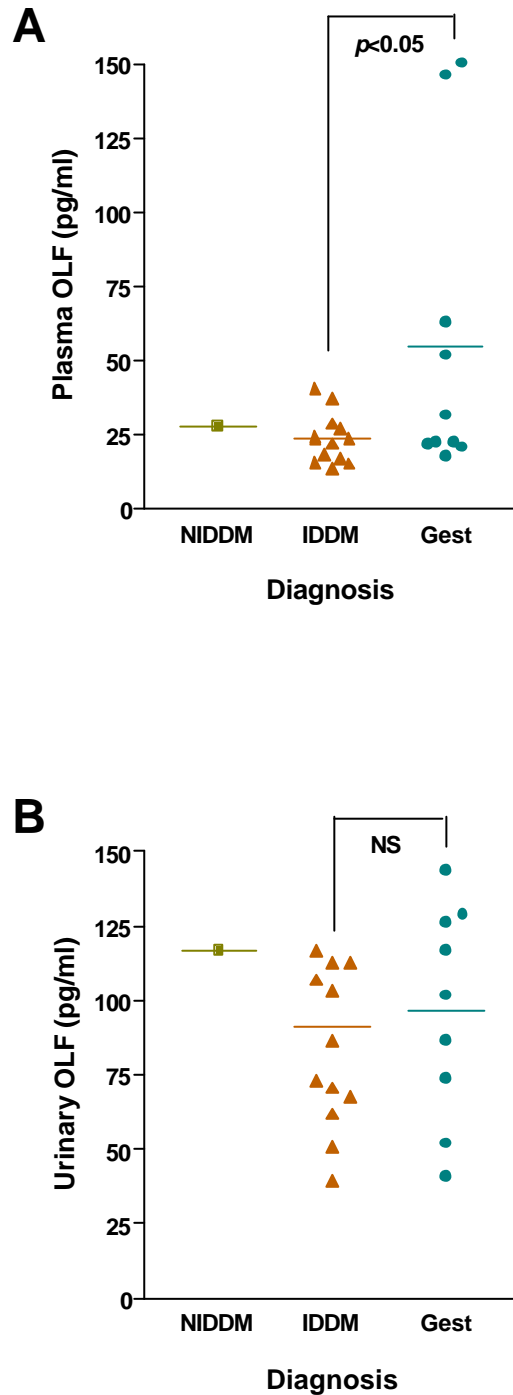 A
p<0.05
150
125
100
75
50
25
0
Plasma OLF (pg/ml)
NIDDM IDDM Gest
Diagnosis
B
NS
150
125
100
75
50
25
0
Urinary OLF (pg/ml)
NIDDM IDDM Gest
Diagnosis